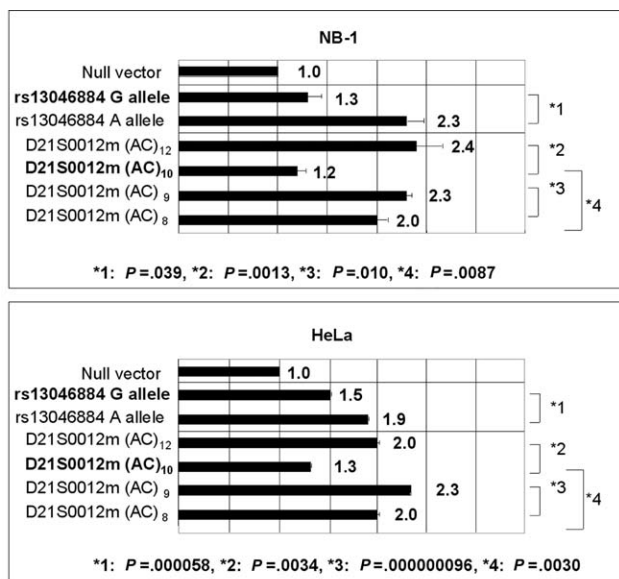 NB-1
Null vector 1.0
rs13046884 G allele 1.3
rs13046884 A allele 2.3
*1
D21S0012m (AC)12 2.4
*2
D21S0012m (AC)10 1.2
D21S0012m (AC) 9 2.3
*3
*4
D21S0012m (AC) 8 2.0
*1: P=.039, *2: P=.0013, *3: P=.010, *4: P=.0087
HeLa
Null vector 1.0
rs13046884 G allele 1.5
*1
rs13046884 A allele 1.9
D21S0012m (AC)12 2.0
*2
D21S0012m (AC)10 1.3
D21S0012m (AC) 9 2.3
*3
*4
D21S0012m (AC) 8 2.0
*1: P=.000058, *2: P=.0034, *3: P=.000000096, *4: P=.0030